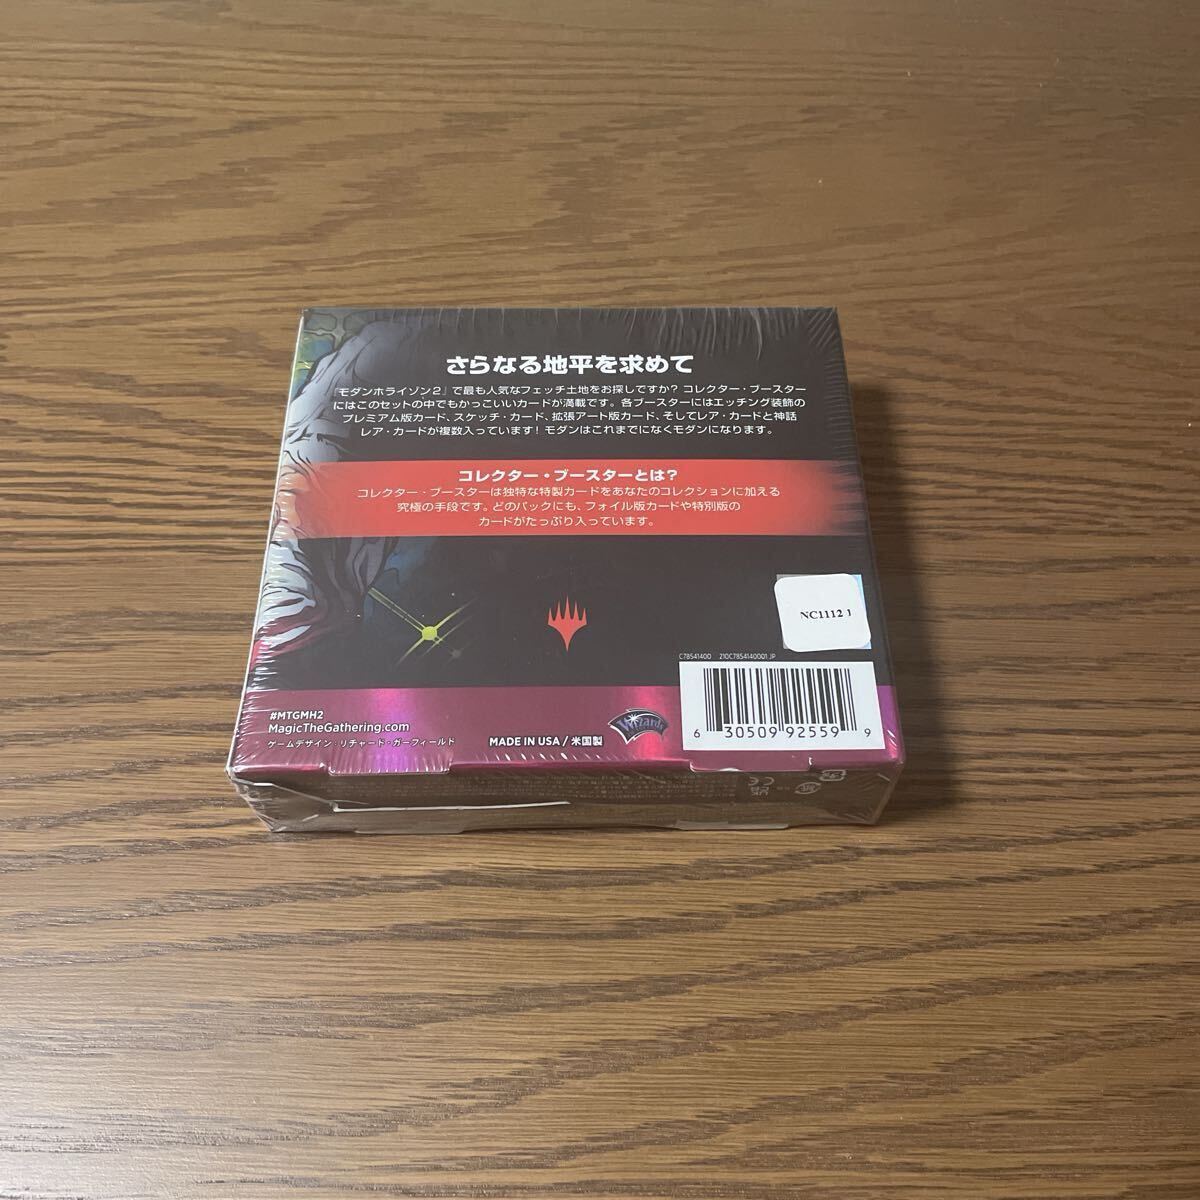 さらなる地平を求めて
『モダンホライゾン2』で最も人気なフェッチ土地をお探しですか? コレクター・ブースター
にはこのセットの中でもかっこいいカードが満載です。各ブースターにはエッチング装飾の
プレミアム版カード、スケッチ・カード、拡張アート版カード、そしてレア・カードと神話
レア・カードが複数入っています! モダンはこれまでになくモダンになります。
コレクター・ブースターとは?
コレクター・ブースターは独特な特製カードをあなたのコレクションに加える
究極の手段です。どのパックにも、フォイル版カードや特別版の
カードがたっぷり入っています。
NC1112 1
C78541400 210C7854140001 JP
#MTGMH2
MagicTheGathering.com
ゲームデザイン:リチャード・ガーフィールド
MADE IN USA / 米国製
Wizards
6 30509 92559 9